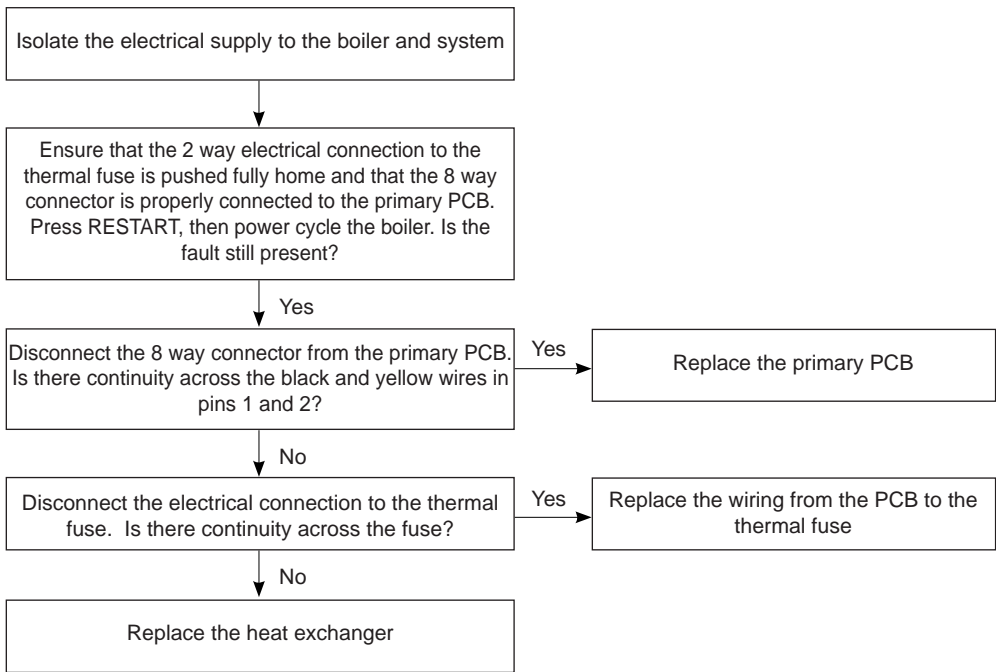 Isolate the electrical supply to the boiler and system
Ensure that the 2 way electrical connection to the
thermal fuse is pushed fully home and that the 8 way
connector is properly connected to the primary PCB.
Press RESTART, then power cycle the boiler. Is the
fault still present?
Yes
Disconnect the 8 way connector from the primary PCB.
Is there continuity across the black and yellow wires in
pins 1 and 2?
Yes
Replace the primary PCB
No
Disconnect the electrical connection to the thermal
fuse.  Is there continuity across the fuse?
Yes
Replace the wiring from the PCB to the
thermal fuse
No
Replace the heat exchanger